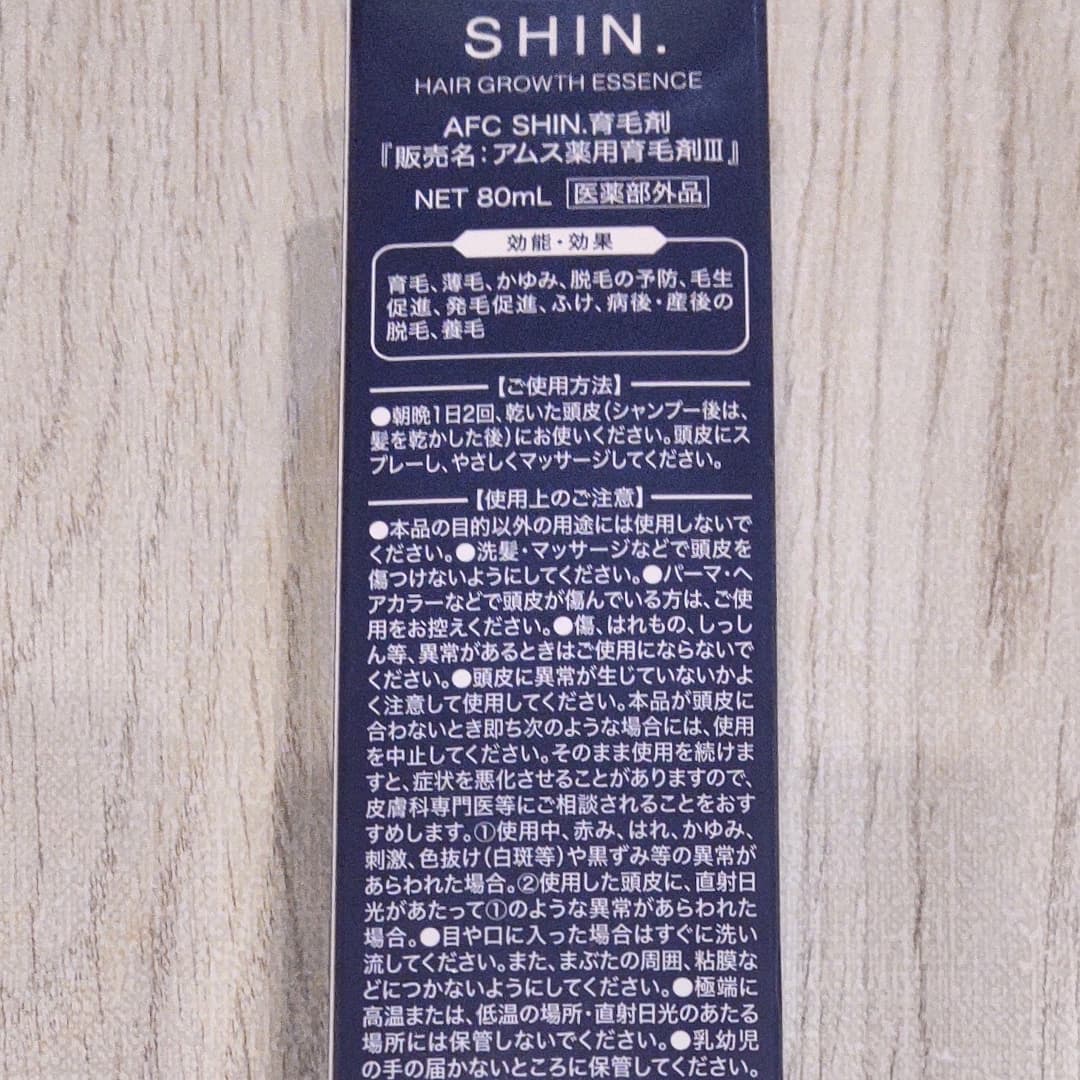 SHIN.
HAIR GROWTH ESSENCE
AFC SHIN.育毛剤
『販売名:アムス薬用育毛剤Ⅲ』
NET 80mL 医薬部外品
効能・効果
育毛、薄毛、かゆみ、脱毛の予防、毛生
促進、発毛促進、ふけ、病後・産後の
脱毛、養毛
【ご使用方法】
●朝晩1日2回、乾いた頭皮(シャンプー後は、
髪を乾かした後)にお使いください。頭皮にス
プレーし、やさしくマッサージしてください。
【使用上のご注意】
●本品の目的以外の用途には使用しないで
ください。●洗髪・マッサージなどで頭皮を
傷つけないようにしてください。●パーマ・ヘ
アカラーなどで頭皮が傷んでいる方は、ご使
用をお控えください。●傷、はれもの、しっし
ん等、異常があるときはご使用にならないで
ください。●頭皮に異常が生じていないかよ
く注意して使用してください。本品が頭皮に
合わないとき即ち次のような場合には、使用
を中止してください。そのまま使用を続けま
すと、症状を悪化させることがありますので、
皮膚科専門医等にご相談されることをおす
すめします。①使用中、赤み、はれ、かゆみ、
刺激、色抜け(白斑等)や黒ずみ等の異常が
あらわれた場合。②使用した頭皮に、直射日
光があたって①のような異常があらわれた
場合。●目や口に入った場合はすぐに洗い
流してください。また、まぶたの周囲、粘膜な
どにつかないようにしてください。●極端に
高温または、低温の場所・直射日光のあたる
場所には保管しないでください。●乳幼児
の手の届かないところに保管してください。